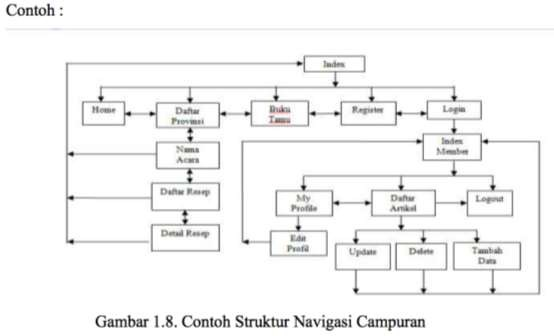 Contoh :
Index
Home
Daftar
Provinsi
Buku
Tamu
Register
Login
Nama
Acara
Index
Member
Daftar Resep
My
Profile
Daftar
Artikel
Logout
Detail Resep
Edit
Profil
Update
Delete
Tambah
Data
Gambar 1.8. Contoh Struktur Navigasi Campuran